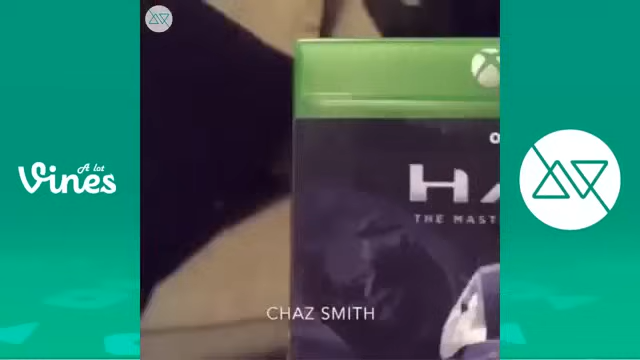 A lot
Vines
O
HA
THE MAST
CHAZ SMITH